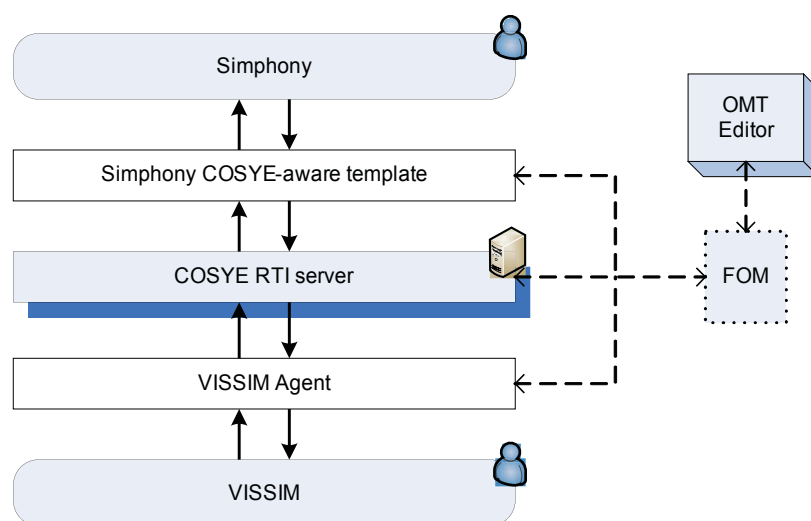 Simphony
OMT
Editor
Simphony COSYE-aware template
COSYE RTI server
FOM
VISSIM Agent
VISSIM